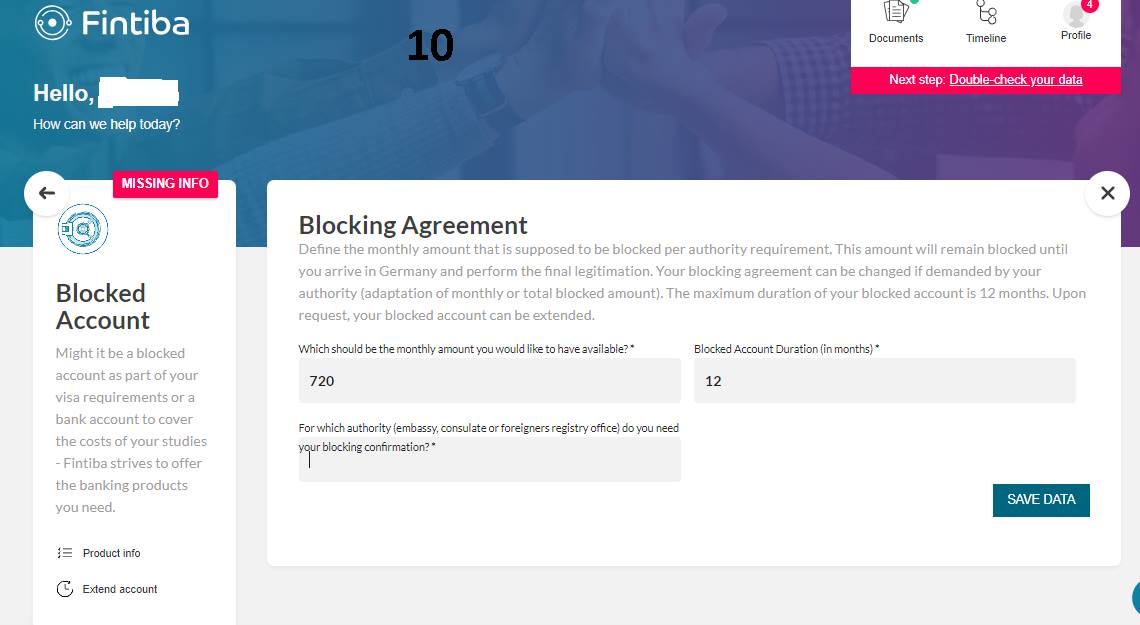 Fintiba
10
Documents
Timeline
4
Profile
Next step: Double-check your data
Hello,
How can we help today?
MISSING INFO
Blocked
Account
Might it be a blocked
account as part of your
visa requirements or a
bank account to cover
the costs of your studies
- Fintiba strives to offer
the banking products
you need.
Product info
Extend account
Blocking Agreement
Define the monthly amount that is supposed to be blocked per authority requirement. This amount will remain blocked until
you arrive in Germany and perform the final legitimation. Your blocking agreement can be changed if demanded by your
authority (adaptation of monthly or total blocked amount). The maximum duration of your blocked account is 12 months. Upon
request, your blocked account can be extended.
Which should be the monthly amount you would like to have available? *
720
Blocked Account Duration (in months) *
12
For which authority (embassy, consulate or foreigners registry office) do you need
your blocking confirmation? *
SAVE DATA